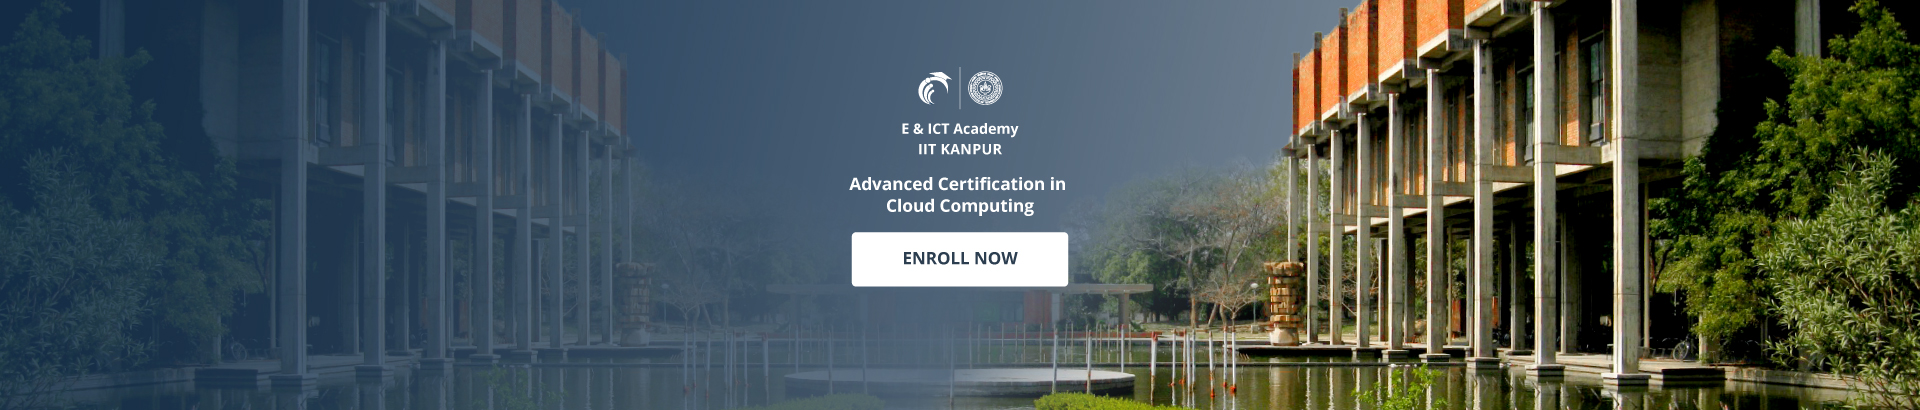 E & ICT Academy
IIT KANPUR
Advanced Certification in
Cloud Computing
ENROLL NOW